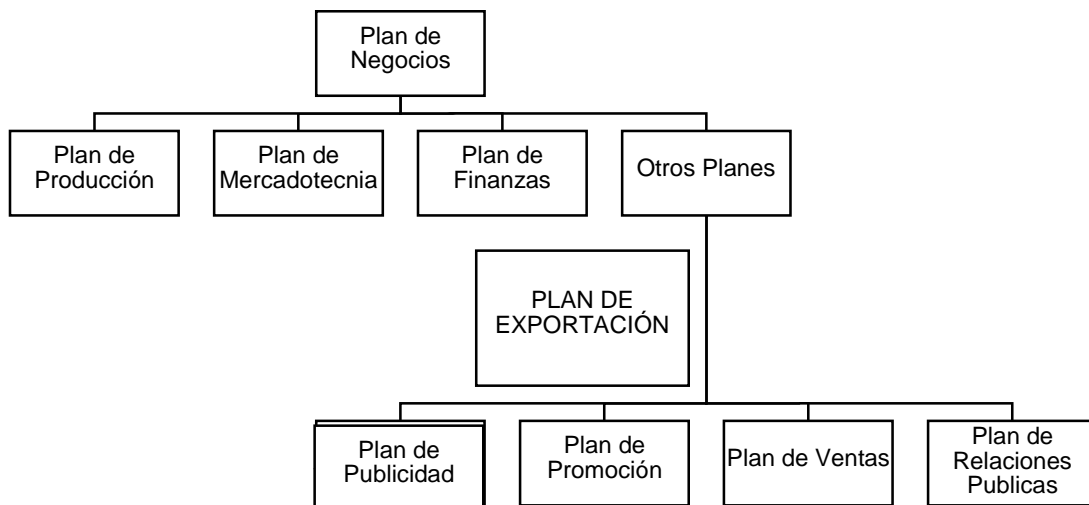 Plan de
Negocios
Plan de
Producción
Plan de
Mercadotecnia
Plan de
Finanzas
Otros Planes
PLAN DE
EXPORTACIÓN
Plan de
Publicidad
Plan de
Promoción
Plan de Ventas
Plan de
Relaciones
Publicas